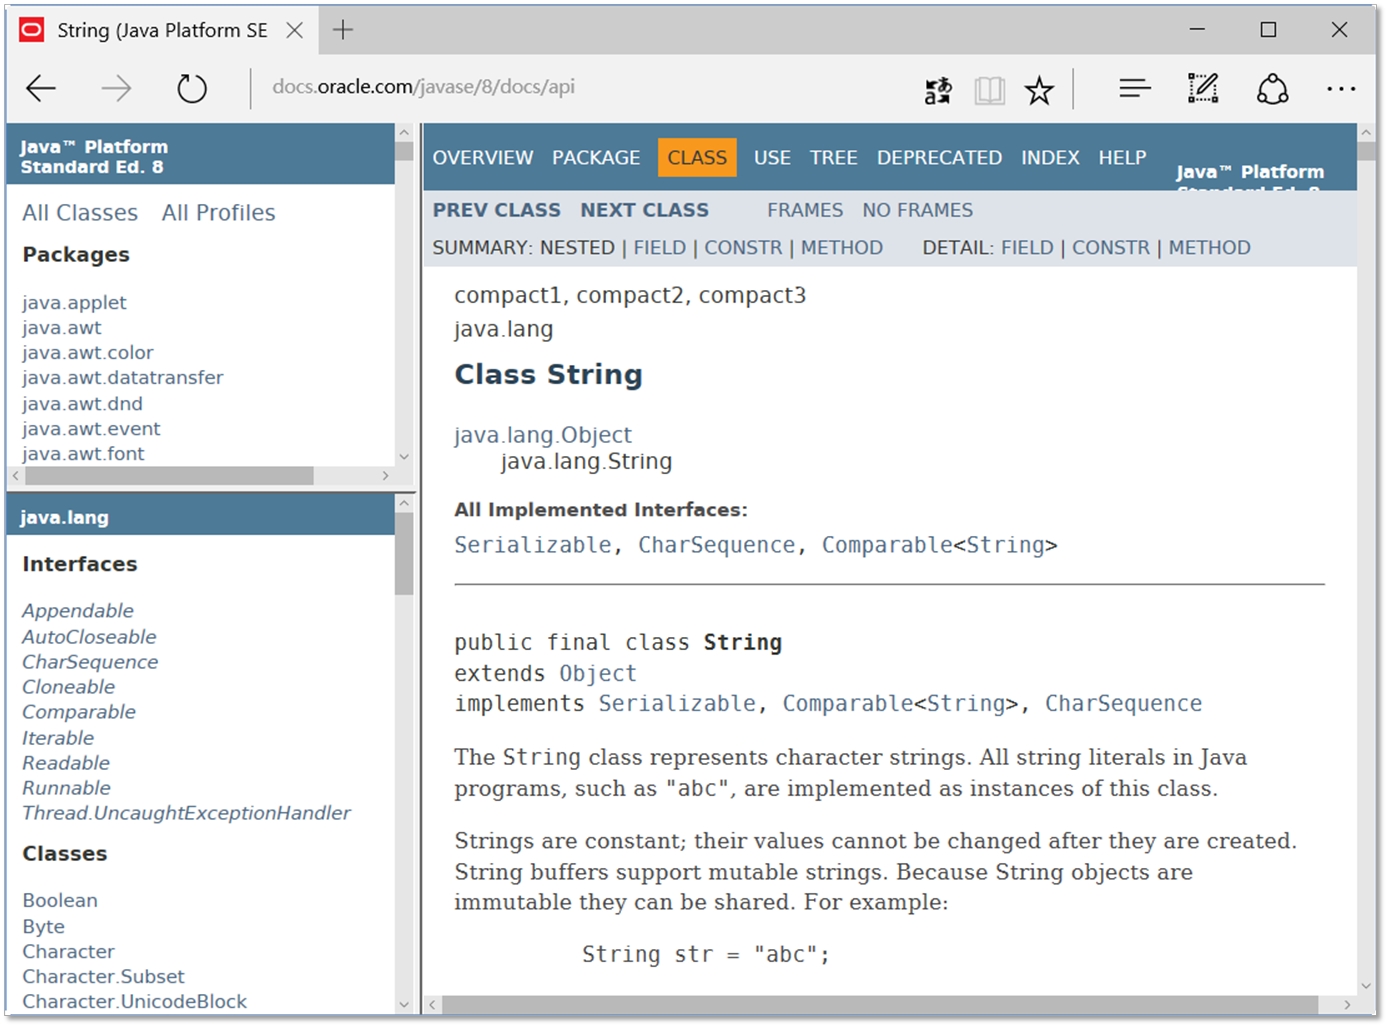 String (Java Platform SE
docs.oracle.com/javase/8/docs/api
Java™ Platform
Standard Ed. 8
All Classes All Profiles
Packages
java.applet
java.awt
java.awt.color
java.awt.datatransfer
java.awt.dnd
java.awt.event
java.awt.font
java.lang
Interfaces
Appendable
AutoCloseable
CharSequence
Cloneable
Comparable
Iterable
Readable
Runnable
Thread.UncaughtExceptionHandler
Classes
Boolean
Byte
Character
Character.Subset
Character.UnicodeBlock
OVERVIEW PACKAGE CLASS USE TREE DEPRECATED INDEX HELP
Java™ Platform
Standard Ed. 8
PREV CLASS NEXT CLASS FRAMES NO FRAMES
SUMMARY: NESTED | FIELD | CONSTR | METHOD DETAIL: FIELD | CONSTR | METHOD
compact1, compact2, compact3
java.lang
Class String
java.lang.Object
java.lang.String
All Implemented Interfaces:
Serializable, CharSequence, Comparable<String>
public final class String
extends Object
implements Serializable, Comparable<String>, CharSequence
The String class represents character strings. All string literals in Java
programs, such as "abc", are implemented as instances of this class.
Strings are constant; their values cannot be changed after they are created.
String buffers support mutable strings. Because String objects are
immutable they can be shared. For example:
String str = "abc";